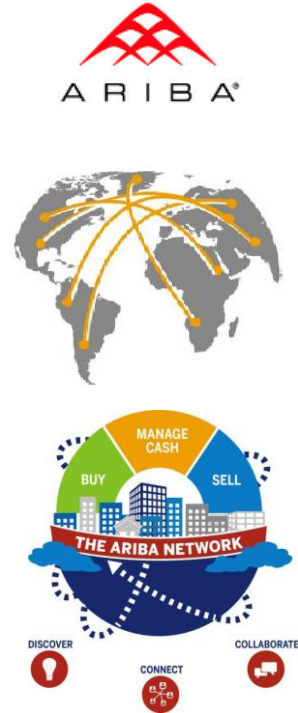 ARIBA®
MANAGE
CASH
BUY
SELL
THE ARIBA NETWORK
DISCOVER
COLLABORATE
CONNECT